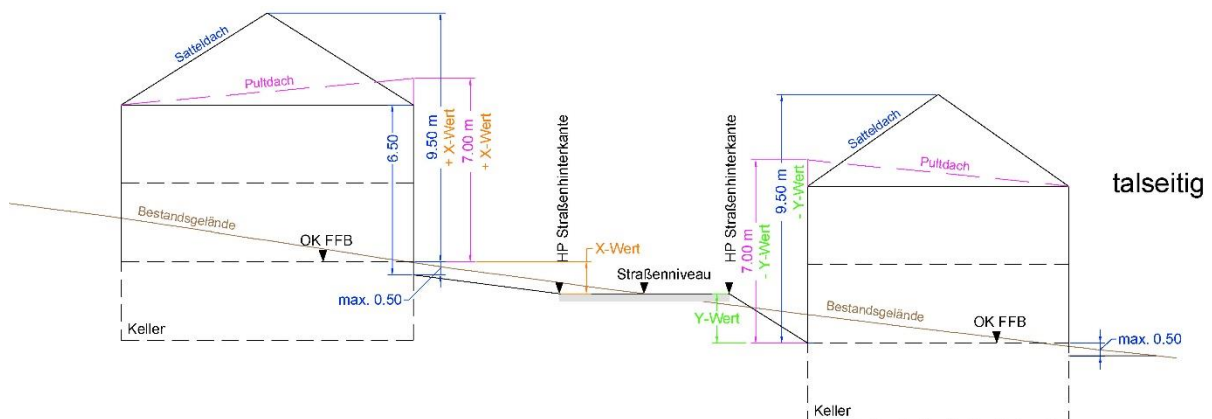 Satteldach
Pultdach
6.50
9.50 m
+ X-Wert
7.00 m
+ X-Wert
Bestandsgelände
OK FFB
max. 0.50
Keller
HP Straßenhinterkante
X-Wert
Straßenniveau
HP Straßenhinterkante
Y-Wert
7.00 m
- Y-Wert
9.50 m
- Y-Wert
Satteldach
Pultdach
talseitig
Bestandsgelände
OK FFB
max. 0.50
Keller